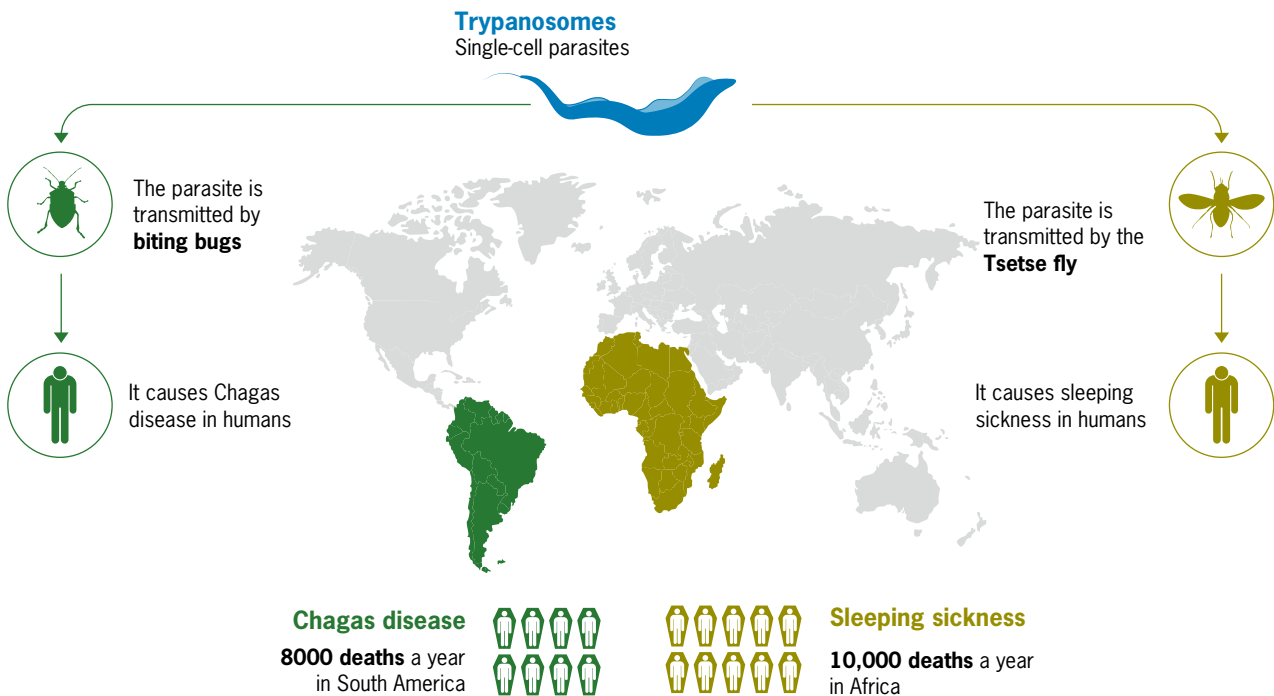 Trypanosomes
Single-cell parasites
The parasite is
transmitted by
biting bugs
It causes Chagas
disease in humans
The parasite is
transmitted by the
Tsetse fly
It causes sleeping
sickness in humans
Chagas disease
8000 deaths a year
in South America
Sleeping sickness
10,000 deaths a year
in Africa